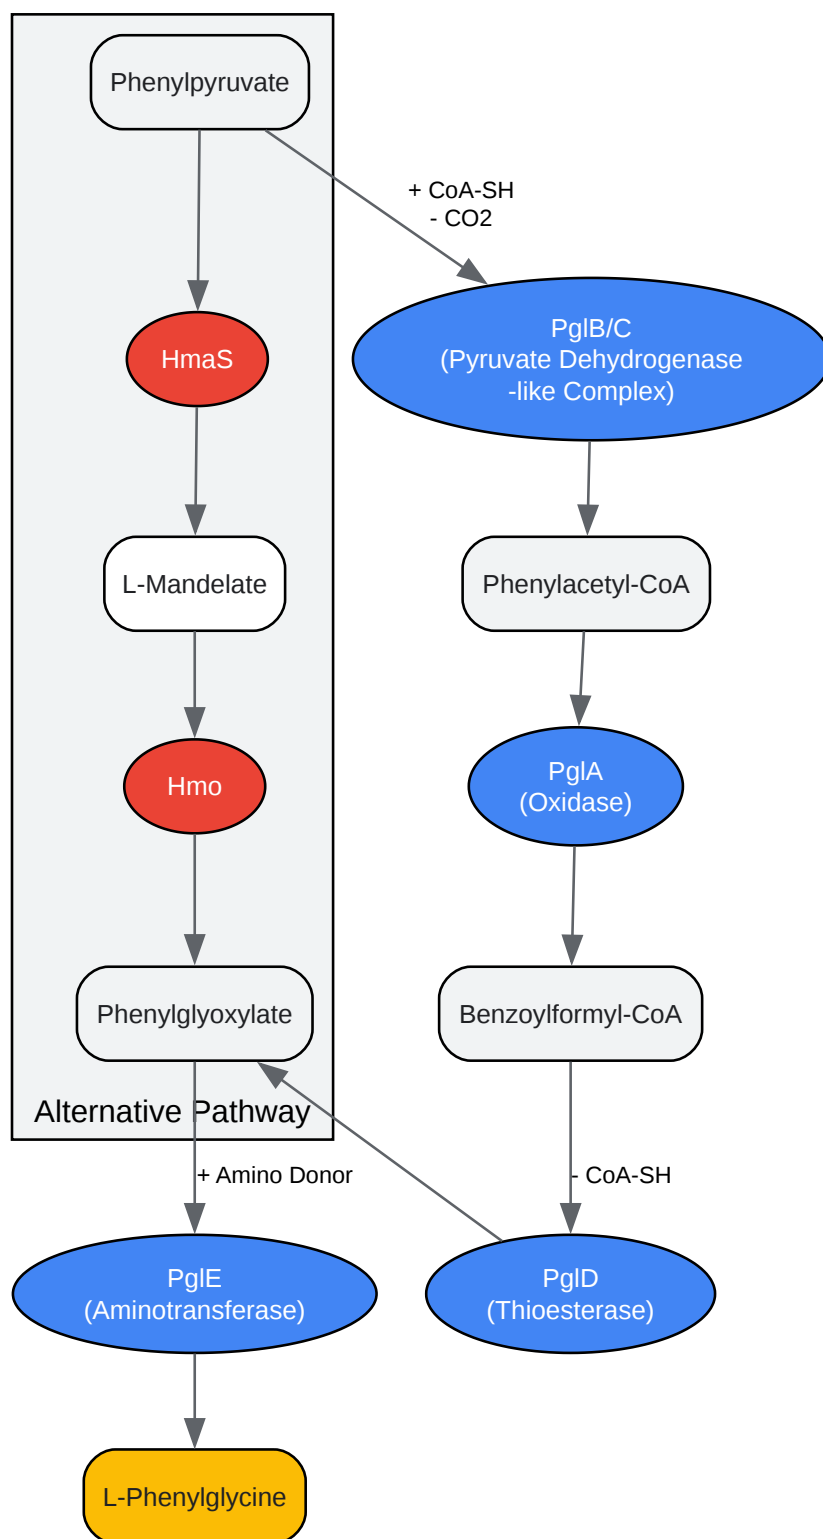 Phenylpyruvate
+ CoA-SH
- CO2
HmaS
PglB/C
(Pyruvate Dehydrogenase
-like Complex)
L-Mandelate
Phenylacetyl-CoA
Hmo
PglA
(Oxidase)
Phenylglyoxylate
Benzoylformyl-CoA
Alternative Pathway
+ Amino Donor
- CoA-SH
PglE
(Aminotransferase)
PglD
(Thioesterase)
L-Phenylglycine